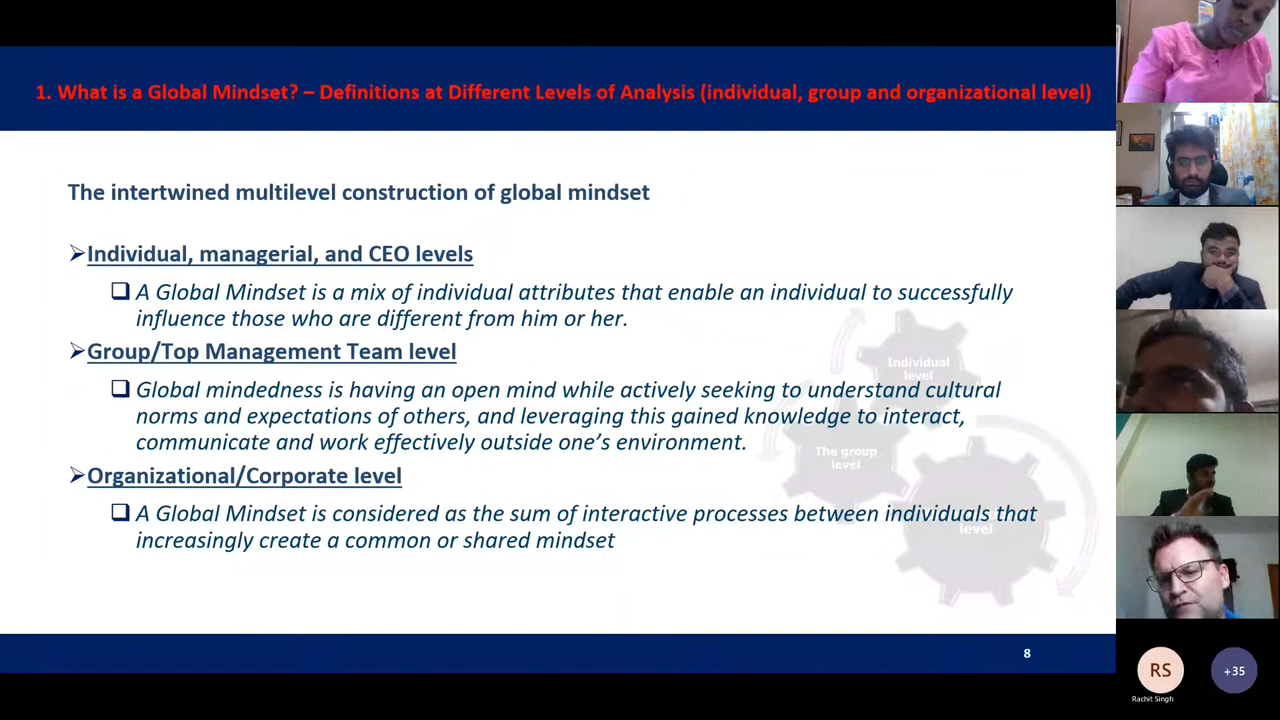 1. What is a Global Mindset? – Definitions at Different Levels of Analysis (individual, group and organizational level)
The intertwined multilevel construction of global mindset
Individual, managerial, and CEO levels
A Global Mindset is a mix of individual attributes that enable an individual to successfully
influence those who are different from him or her.
Group/Top Management Team level
Global mindedness is having an open mind while actively seeking to understand cultural
norms and expectations of others, and leveraging this gained knowledge to interact,
communicate and work effectively outside one's environment.
Organizational/Corporate level
A Global Mindset is considered as the sum of interactive processes between individuals that
increasingly create a common or shared mindset
Individual
level
The group
level
level
8
RS
Rachit Singh
+35